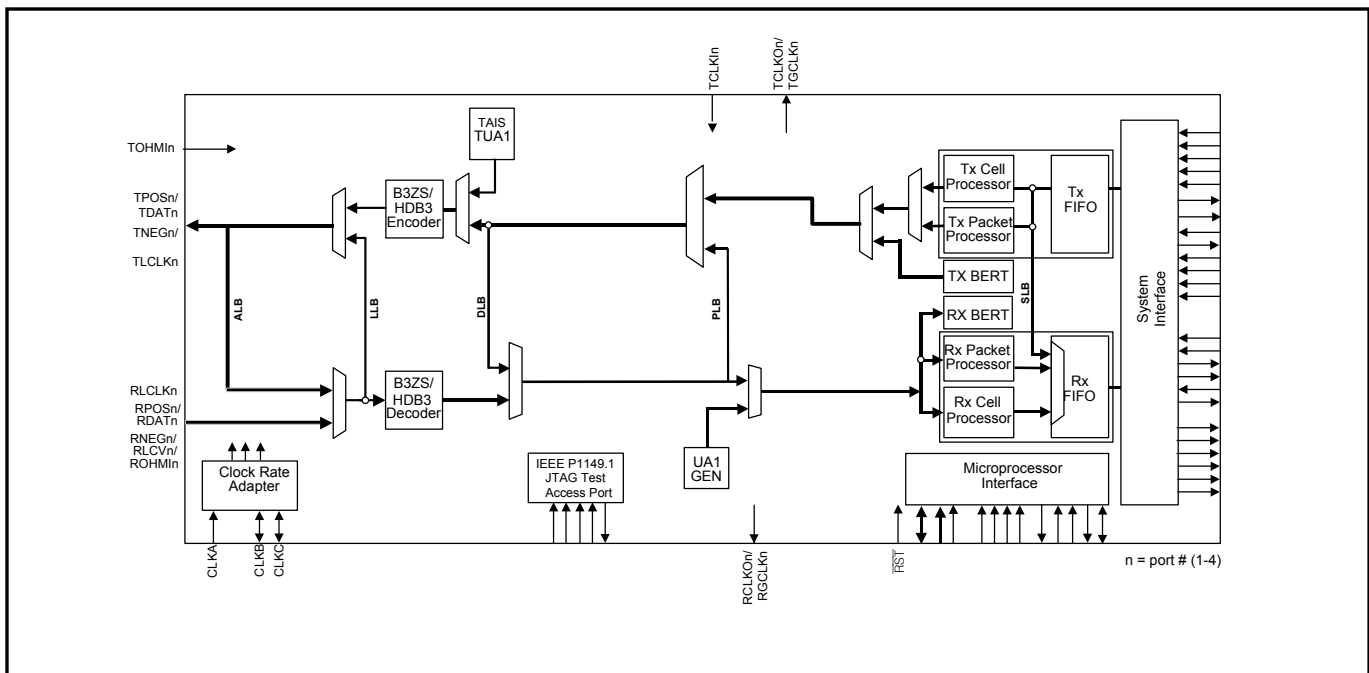 TCLKIn
TCLKOn/
TGCLKn
TOHMIn
TAIS
TUA1
TPOSn/
TDATn
TNEGn/
TLCLKn
B3ZS/
HDB3
Encoder
Tx Cell
Processor
Tx Packet
Processor
Tx
FIFO
TX BERT
RX BERT
System
Interface
ALB
LLB
DLB
PLB
SLB
RLCLKn
RPOSn/
RDATn
RNEGn/
RLCVn/
ROHMIn
B3ZS/
HDB3
Decoder
Rx Packet
Processor
Rx Cell
Processor
Rx
FIFO
Clock Rate
Adapter
IEEE P1149.1
JTAG Test
Access Port
UA1
GEN
Microprocessor
Interface
CLKA
CLKB
CLKC
RCLKOn/
RGCLKn
RST
n = port # (1-4)